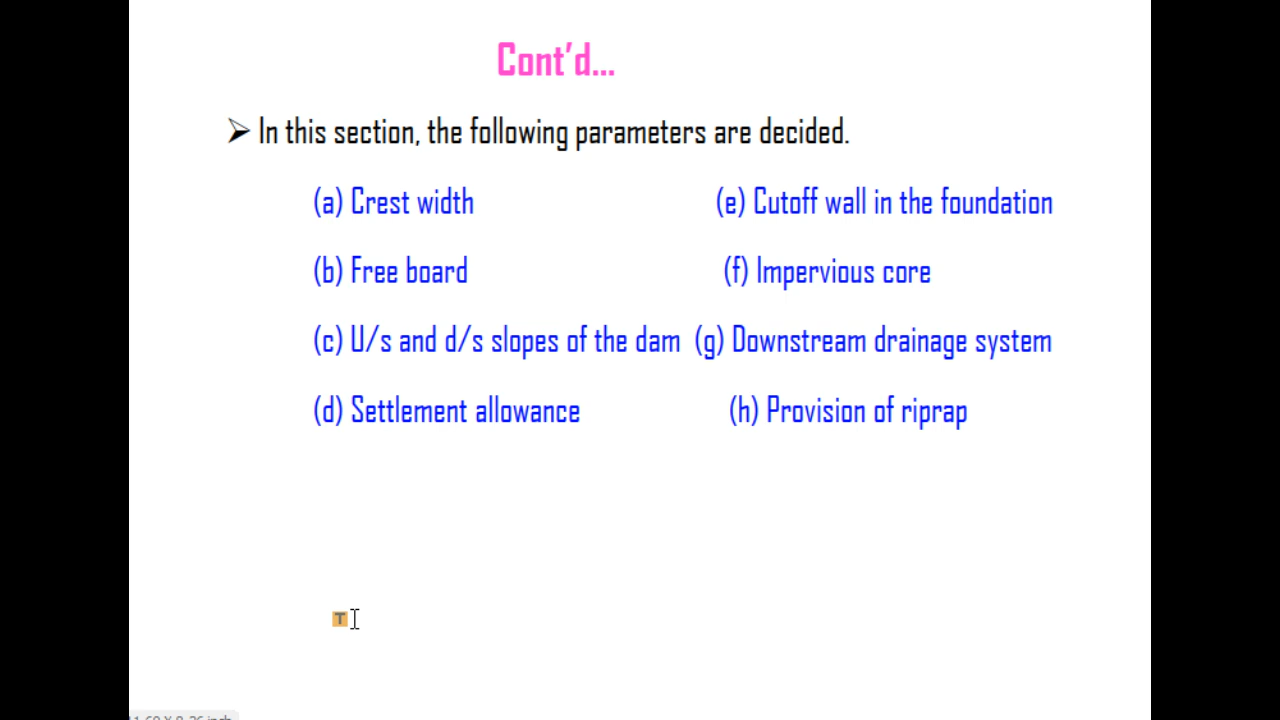 Cont'd...
➢ In this section, the following parameters are decided.
(a) Crest width (e) Cutoff wall in the foundation
(b) Free board (f) Impervious core
(c) U/s and d/s slopes of the dam (g) Downstream drainage system
(d) Settlement allowance (h) Provision of riprap
T